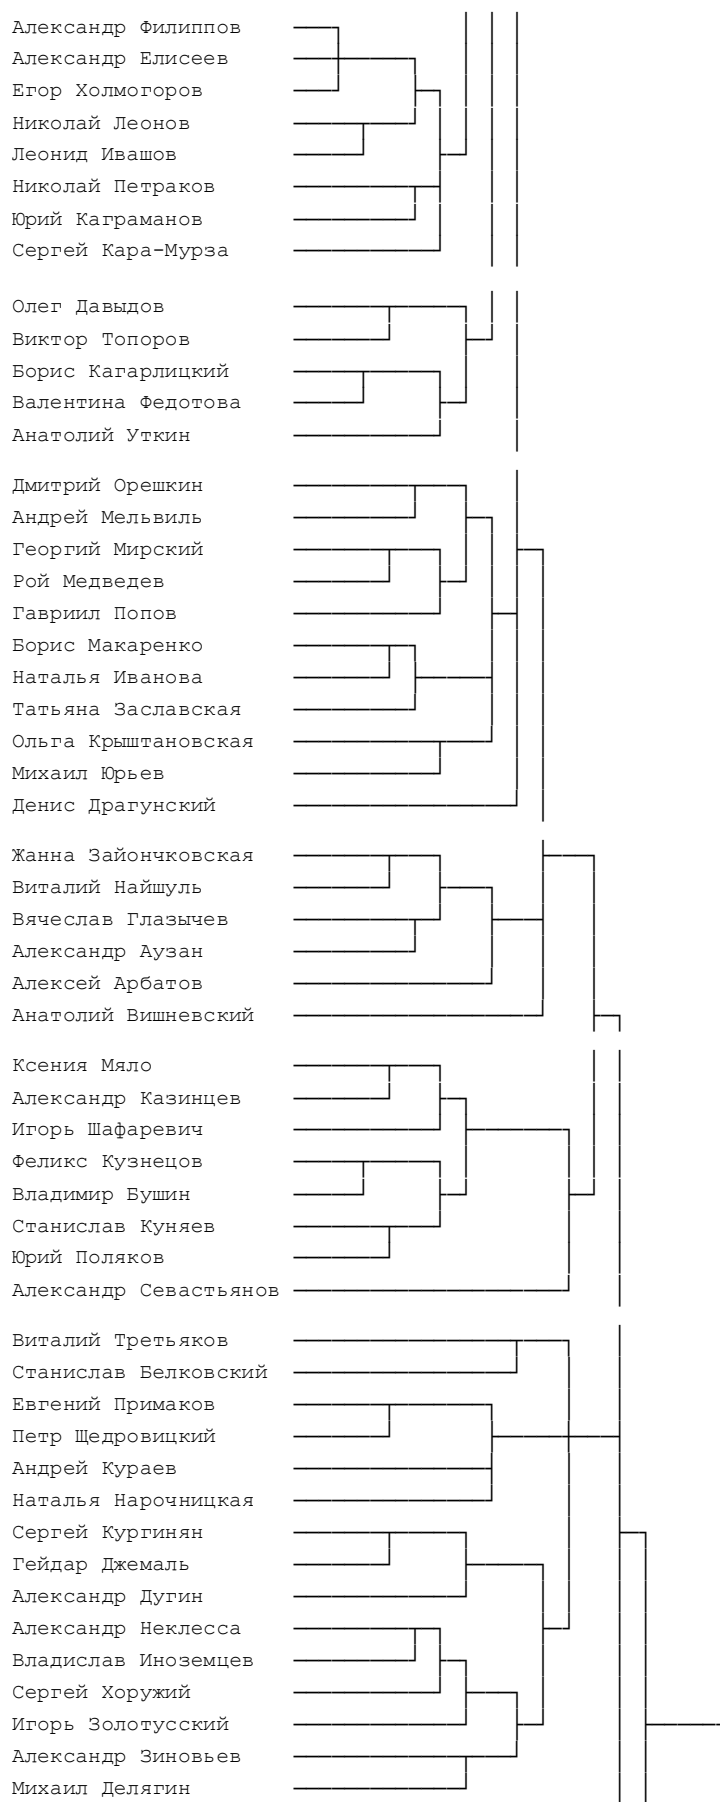 Александр Филиппов
Александр Елисеев
Егор Холмогоров
Николай Леонов
Леонид Ивашов
Николай Петраков
Юрий Каграманов
Сергей Кара-Мурза
Олег Давыдов
Виктор Топоров
Борис Кагарлицкий
Валентина Федотова
Анатолий Уткин
Дмитрий Орешкин
Андрей Мельвиль
Георгий Мирский
Рой Медведев
Гавриил Попов
Борис Макаренко
Наталья Иванова
Татьяна Заславская
Ольга Крыштановская
Михаил Юрьев
Денис Драгунский
Жанна Зайончковская
Виталий Найшуль
Вячеслав Глазычев
Александр Аузан
Алексей Арбатов
Анатолий Вишневский
Ксения Мяло
Александр Казинцев
Игорь Шафаревич
Феликс Кузнецов
Владимир Бушин
Станислав Куняев
Юрий Поляков
Александр Севастьянов
Виталий Третьяков
Станислав Белковский
Евгений Примаков
Петр Щедровицкий
Андрей Кураев
Наталья Нарочницкая
Сергей Кургинян
Гейдар Джемаль
Александр Дугин
Александр Неклесса
Владислав Иноземцев
Сергей Хоружий
Игорь Золотусский
Александр Зиновьев
Михаил Делягин